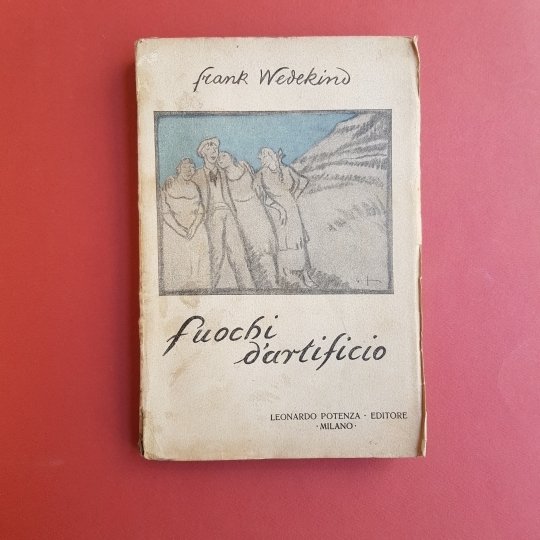 frank Wedekind
fuochi
d'artificio
LEONARDO POTENZA · EDITORE
·MILANO·